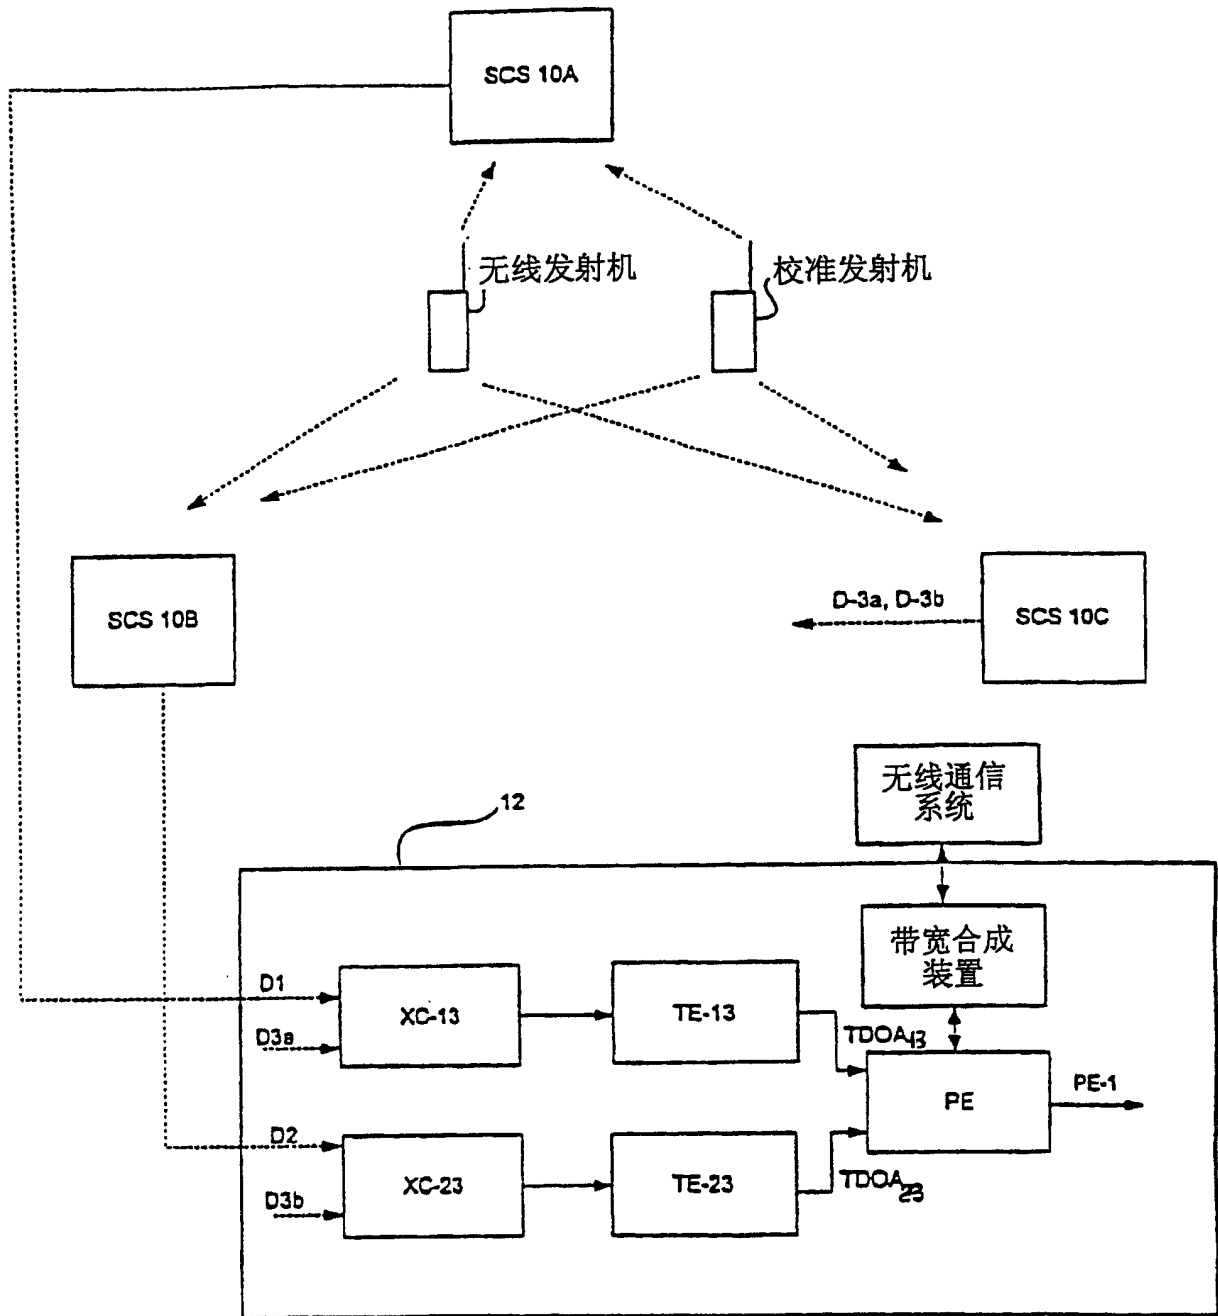 SCS 10A
无线发射机
校准发射机
SCS 10B
D-3a, D-3b
SCS 10C
无线通信
系统
12
带宽合成
装置
D1
XC-13
TE-13
D3a
TDOA13
PE
PE-1
D2
XC-23
TE-23
D3b
TDOA23